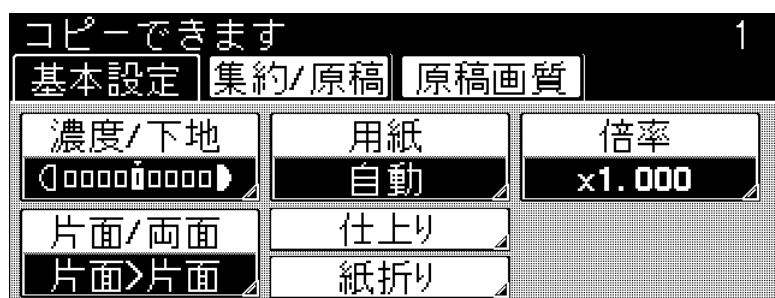 コピーできます 1
基本設定 集約/原稿 原稿画質
濃度/下地 用紙 倍率
自動 x1.000
片面/両面 仕上り
片面>片面 紙折り